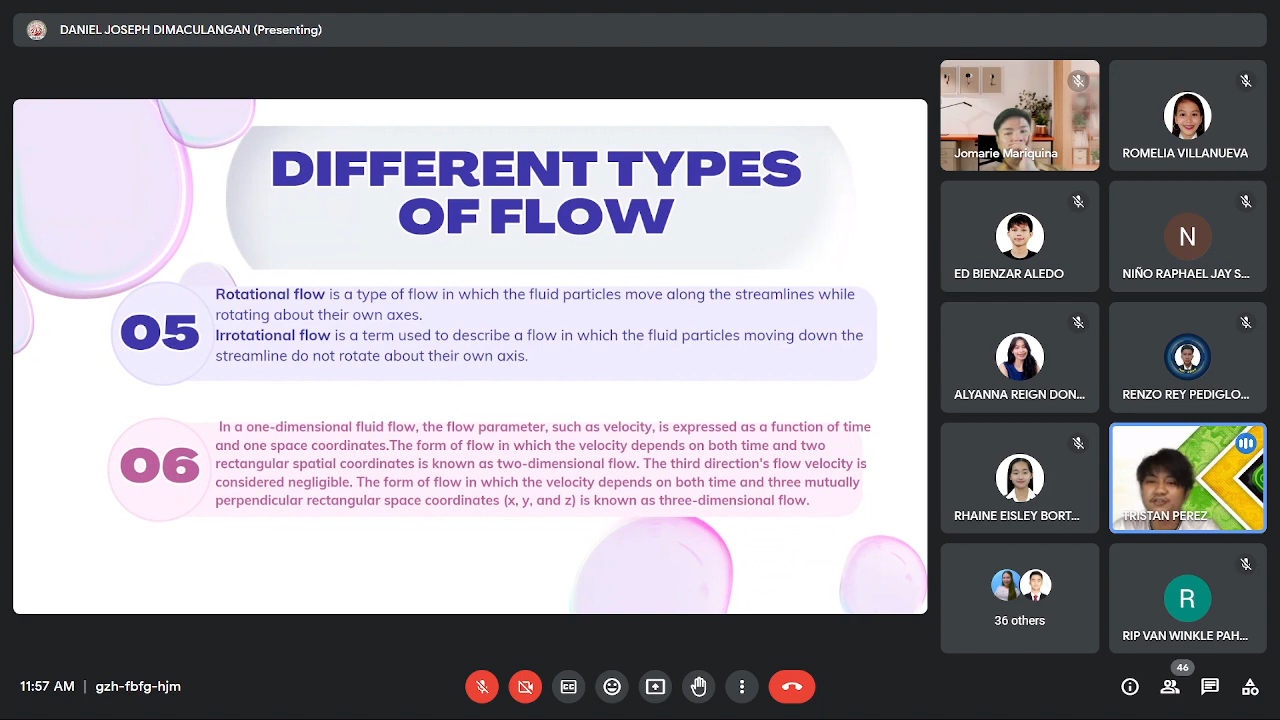 DANIEL JOSEPH DIMACULANGAN (Presenting)
DIFFERENT TYPES
OF FLOW
05
Rotational flow is a type of flow in which the fluid particles move along the streamlines while
rotating about their own axes.
Irrotational flow is a term used to describe a flow in which the fluid particles moving down the
streamline do not rotate about their own axis.
06
In a one-dimensional fluid flow, the flow parameter, such as velocity, is expressed as a function of time
and one space coordinates.The form of flow in which the velocity depends on both time and two
rectangular spatial coordinates is known as two-dimensional flow. The third direction's flow velocity is
considered negligible. The form of flow in which the velocity depends on both time and three mutually
perpendicular rectangular space coordinates (x, y, and z) is known as three-dimensional flow.
Jomarie Mariquina
ROMELIA VILLANUEVA
ED BIENZAR ALEDO
N
NIÑO RAPHAEL JAY S...
ALYANNA REIGN DON...
RENZO REY PEDIGLO...
RHAINE EISLEY BORT...
TRISTAN PEREZ
36 others
R
RIP VAN WINKLE PAH...
11:57 AM | gzh-fbfg-hjm
46